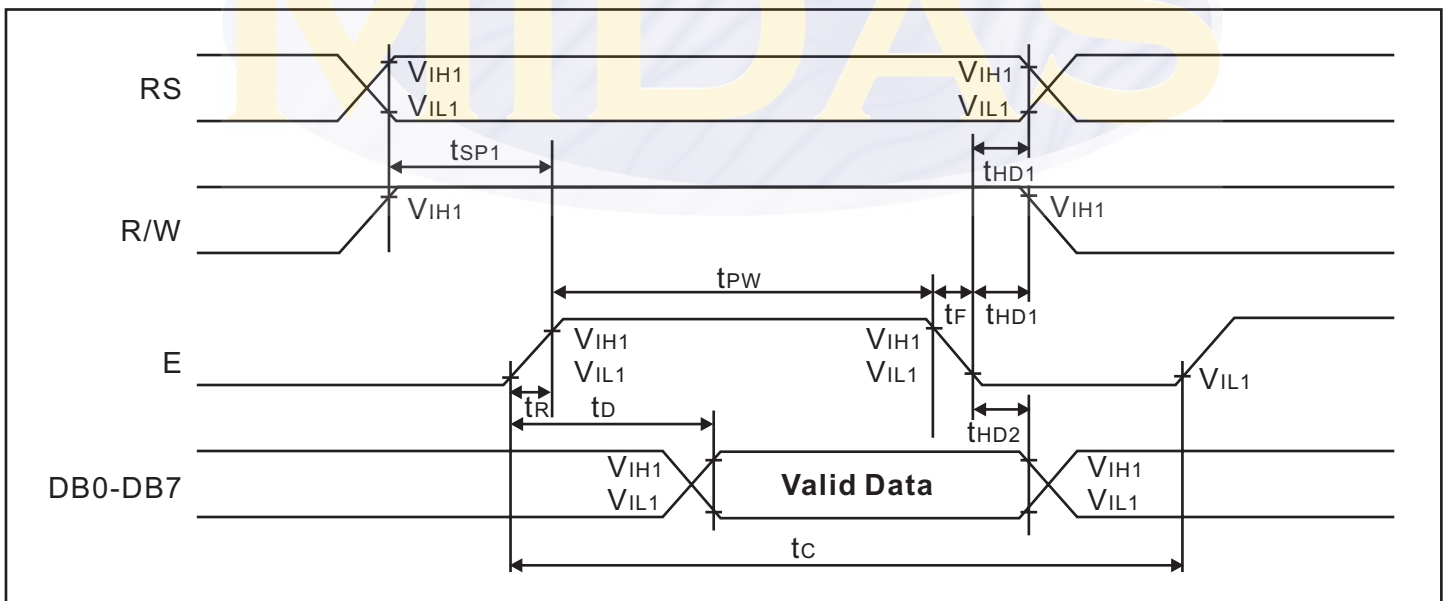 MIDAS
RS
VIH1
VIL1
VIH1
VIL1
tSP1
tHD1
R/W
VIH1
VIH1
tPW
tF
tHD1
E
VIH1
VIL1
VIH1
VIL1
VIL1
tR
tD
tHD2
DB0-DB7
VIH1
VIL1
Valid Data
VIH1
VIL1
tC